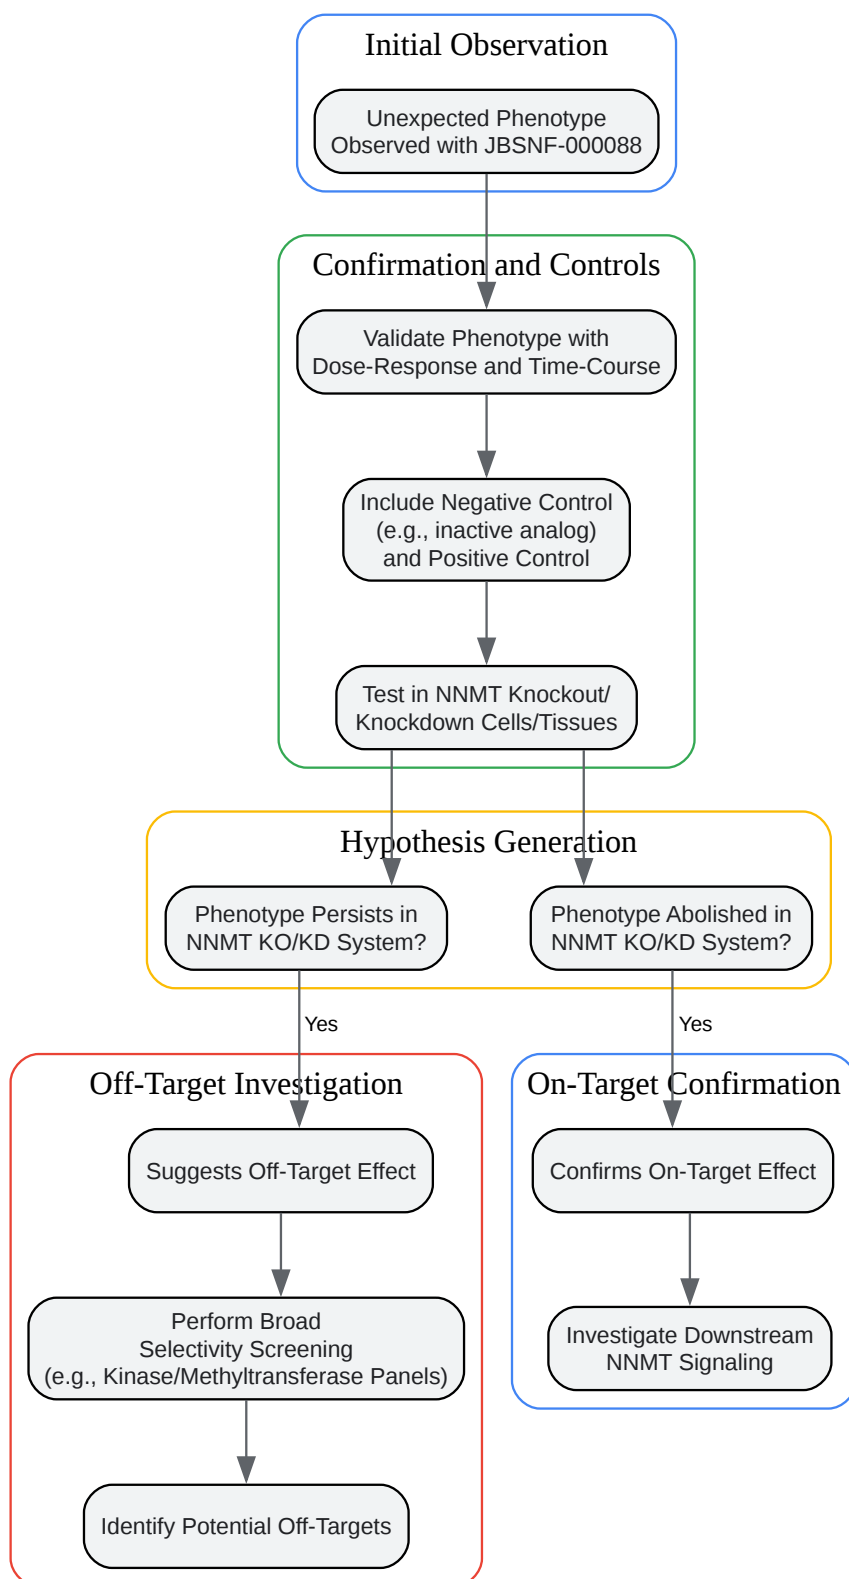 Initial Observation
Unexpected Phenotype
Observed with JBSNF-000088
Confirmation and Controls
Validate Phenotype with
Dose-Response and Time-Course
Include Negative Control
(e.g., inactive analog)
and Positive Control
Test in NNMT Knockout/
Knockdown Cells/Tissues
Hypothesis Generation
Phenotype Persists in
NNMT KO/KD System?
Phenotype Abolished in
NNMT KO/KD System?
Yes
Yes
Off-Target Investigation
Suggests Off-Target Effect
Perform Broad
Selectivity Screening
(e.g., Kinase/Methyltransferase Panels)
Identify Potential Off-Targets
On-Target Confirmation
Confirms On-Target Effect
Investigate Downstream
NNMT Signaling